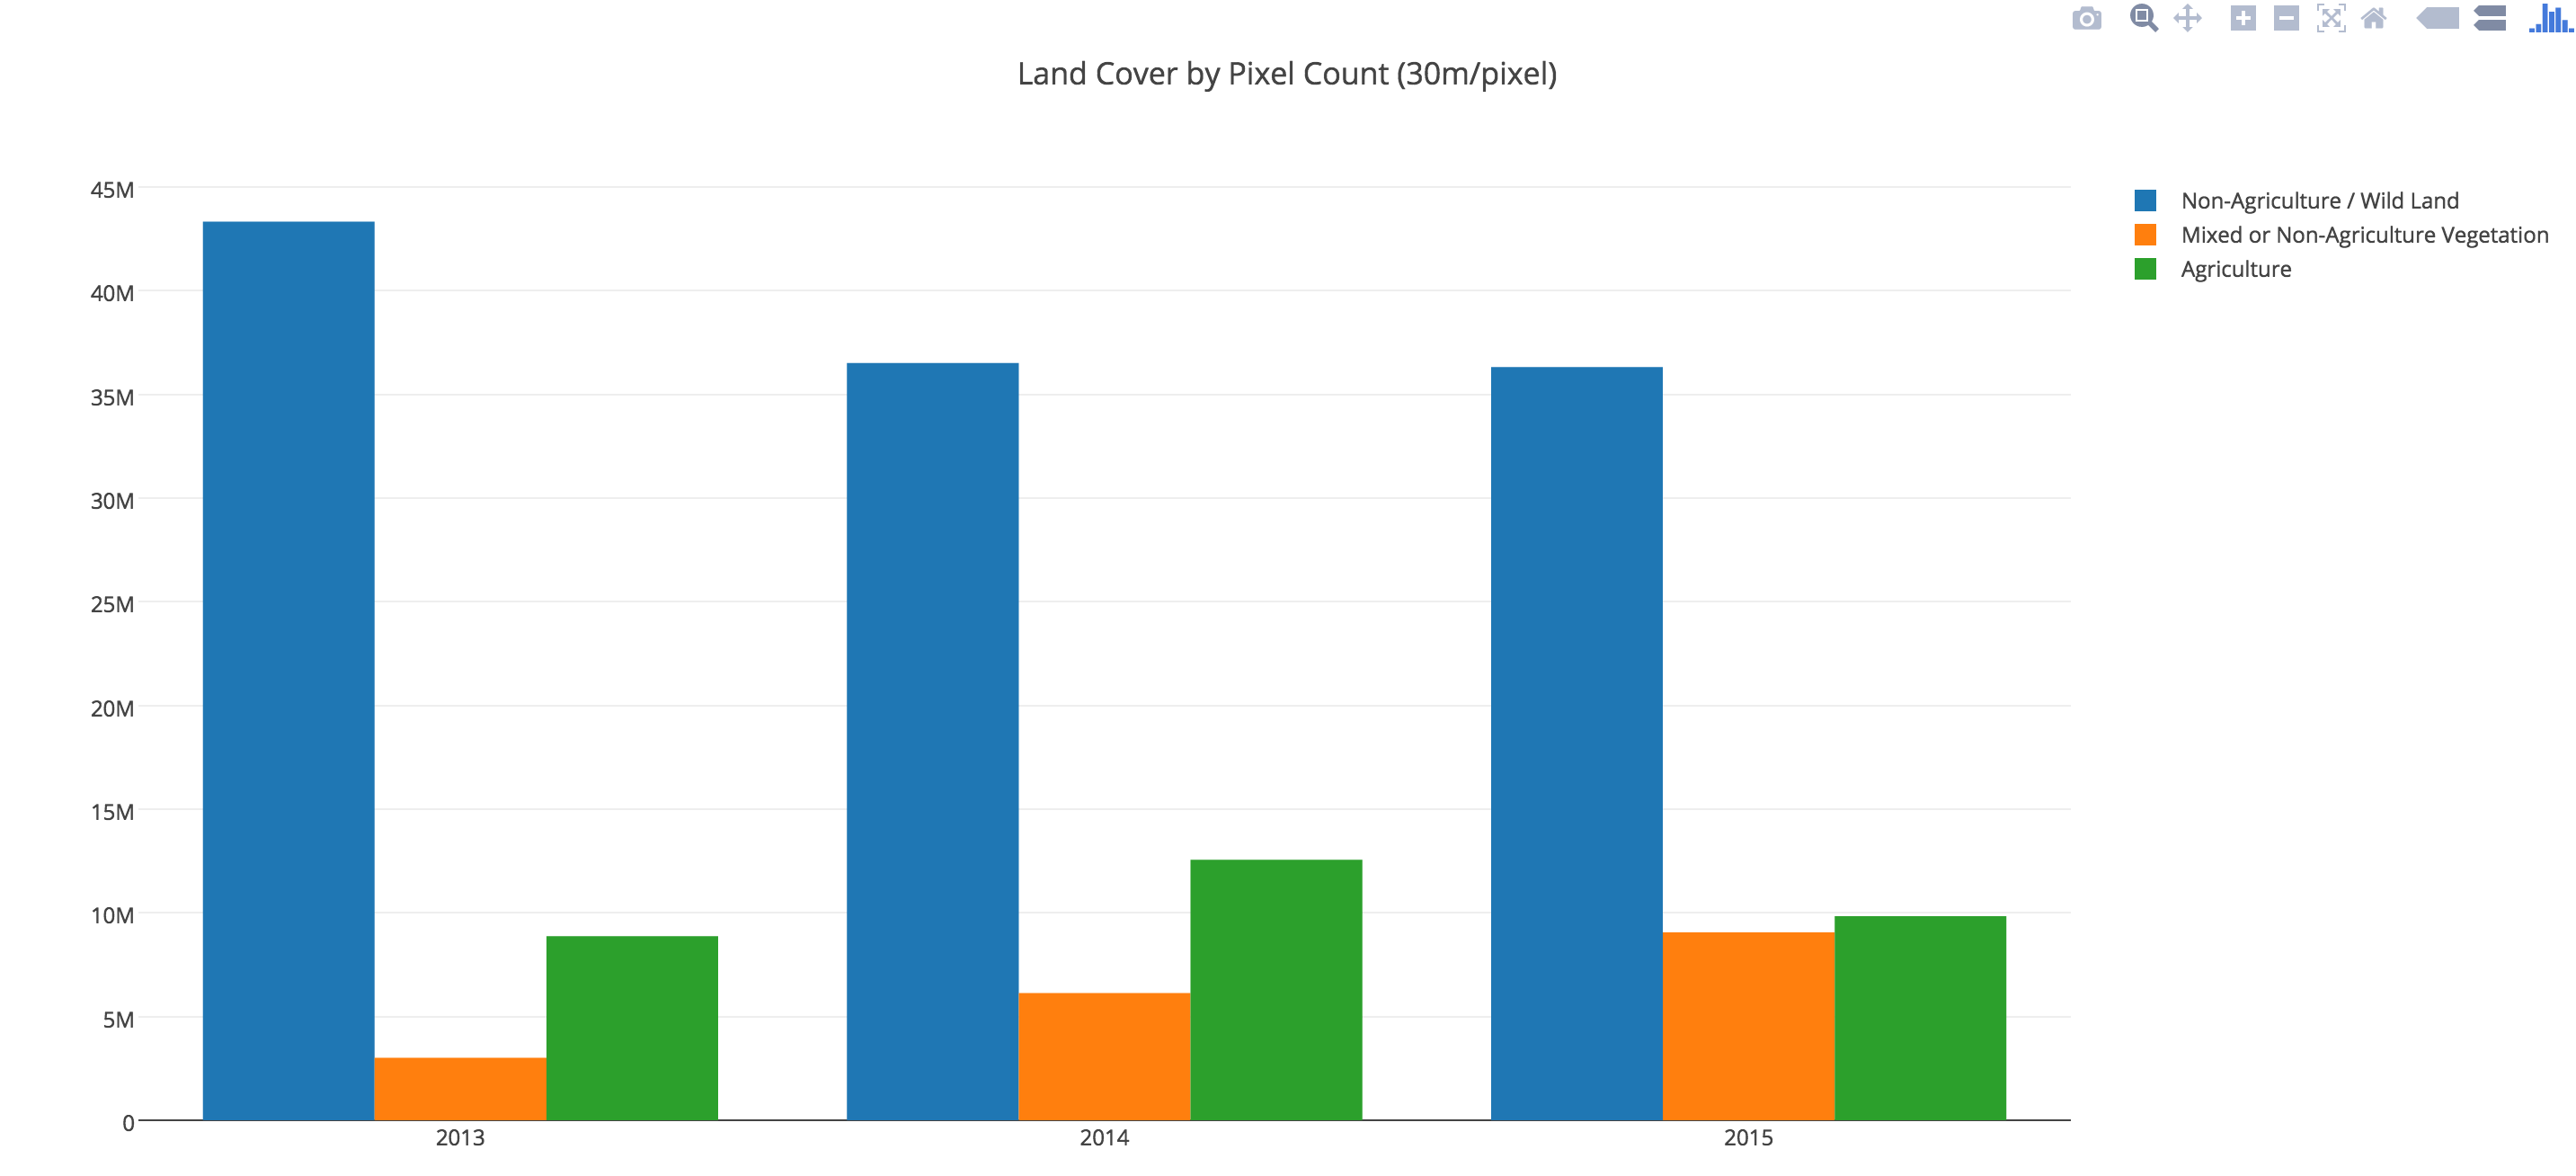 Land Cover by Pixel Count (30m/pixel)
45M
40M
35M
30M
25M
20M
15M
10M
5M
0
2013
2014
2015
Non-Agriculture / Wild Land
Mixed or Non-Agriculture Vegetation
Agriculture